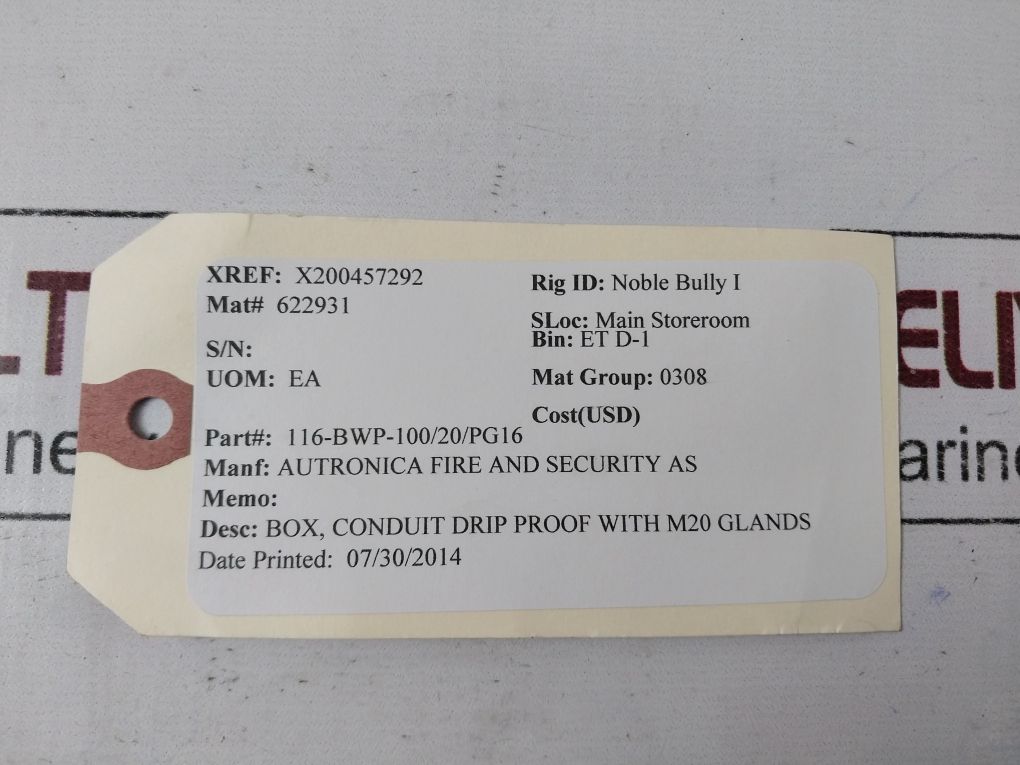 XREF: X200457292
Mat# 622931
S/N:
UOM: EA
Rig ID: Noble Bully I
SLoc: Main Storeroom
Bin: ET D-1
Mat Group: 0308
Cost(USD)
Part#: 116-BWP-100/20/PG16
Manf: AUTRONICA FIRE AND SECURITY AS
Memo:
Desc: BOX, CONDUIT DRIP PROOF WITH M20 GLANDS
Date Printed: 07/30/2014